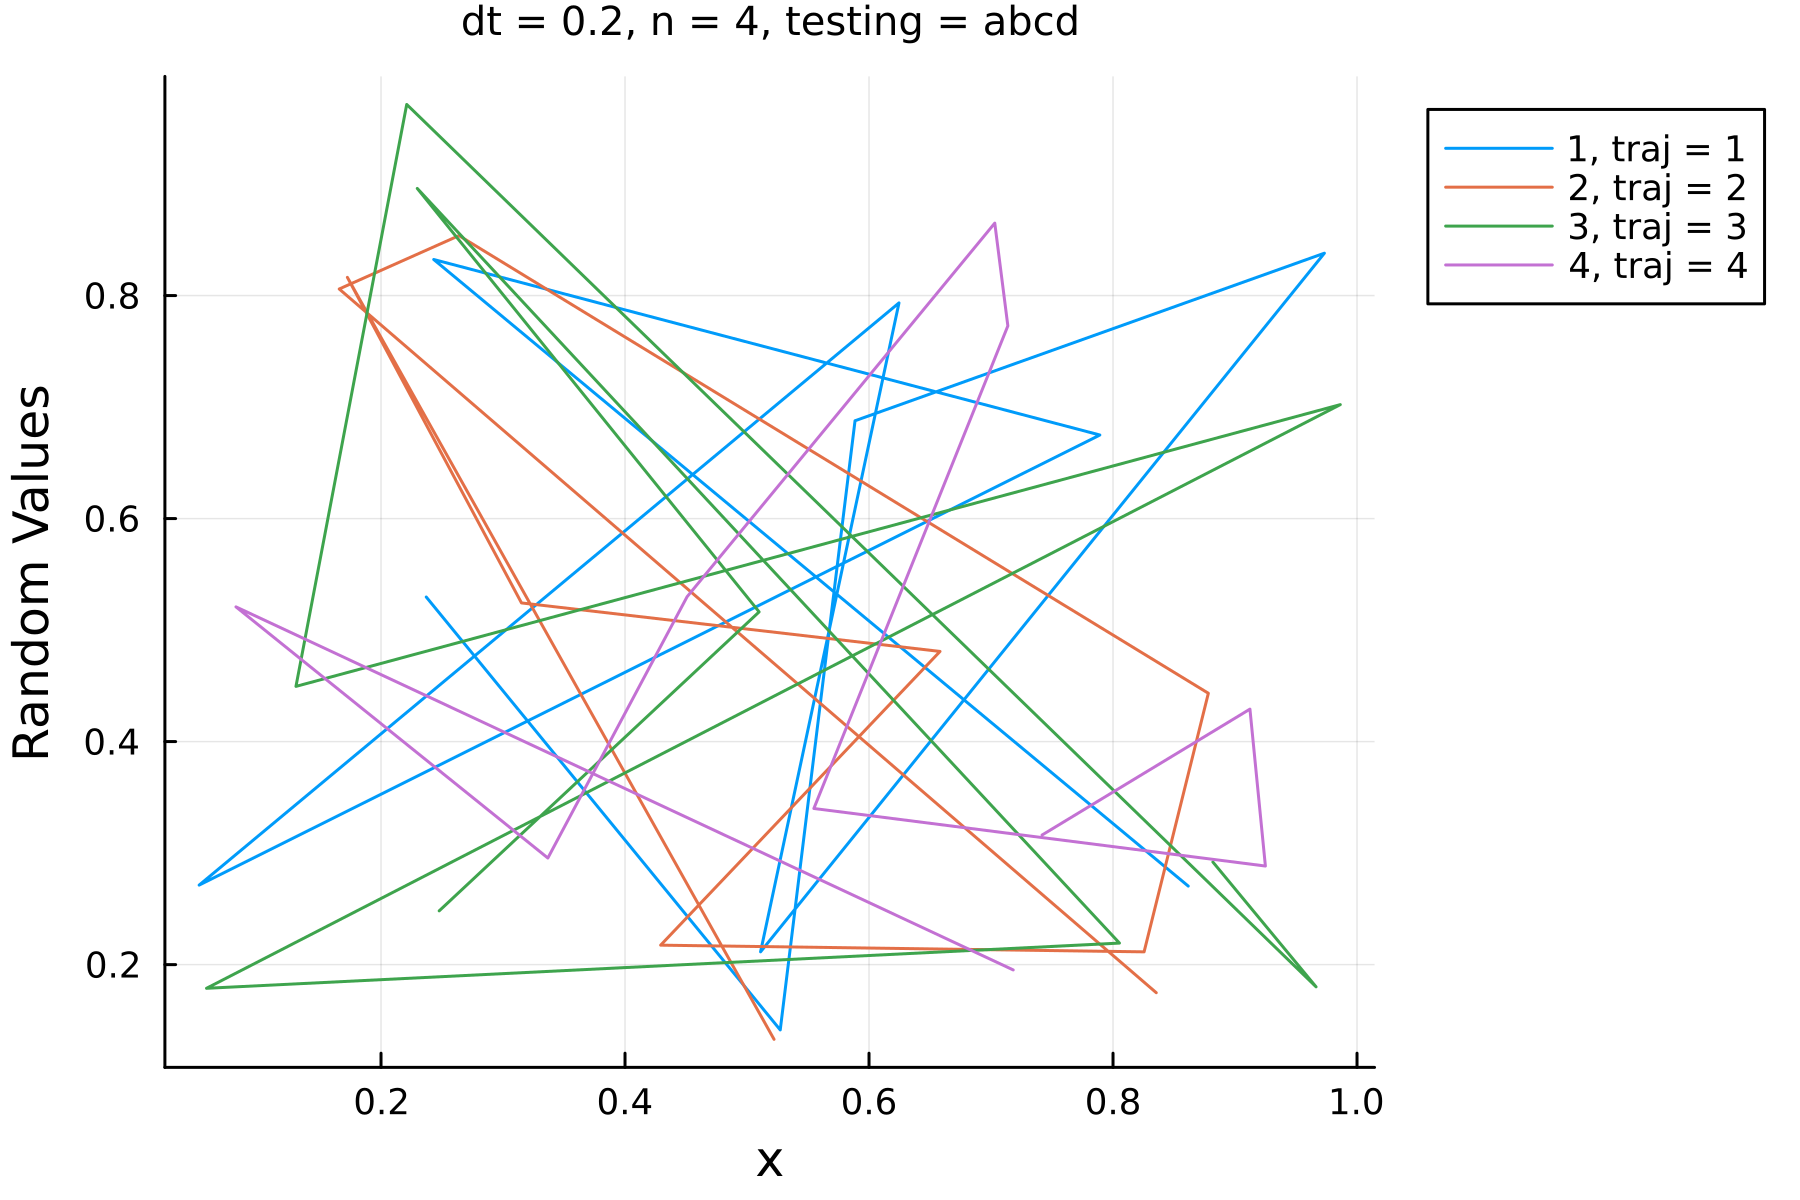 dt = 0.2, n = 4, testing = abcd
1, traj = 1
2, traj = 2
3, traj = 3
4, traj = 4
Random Values
0.8
0.6
0.4
0.2
0.2 0.4 0.6 0.8 1.0
x